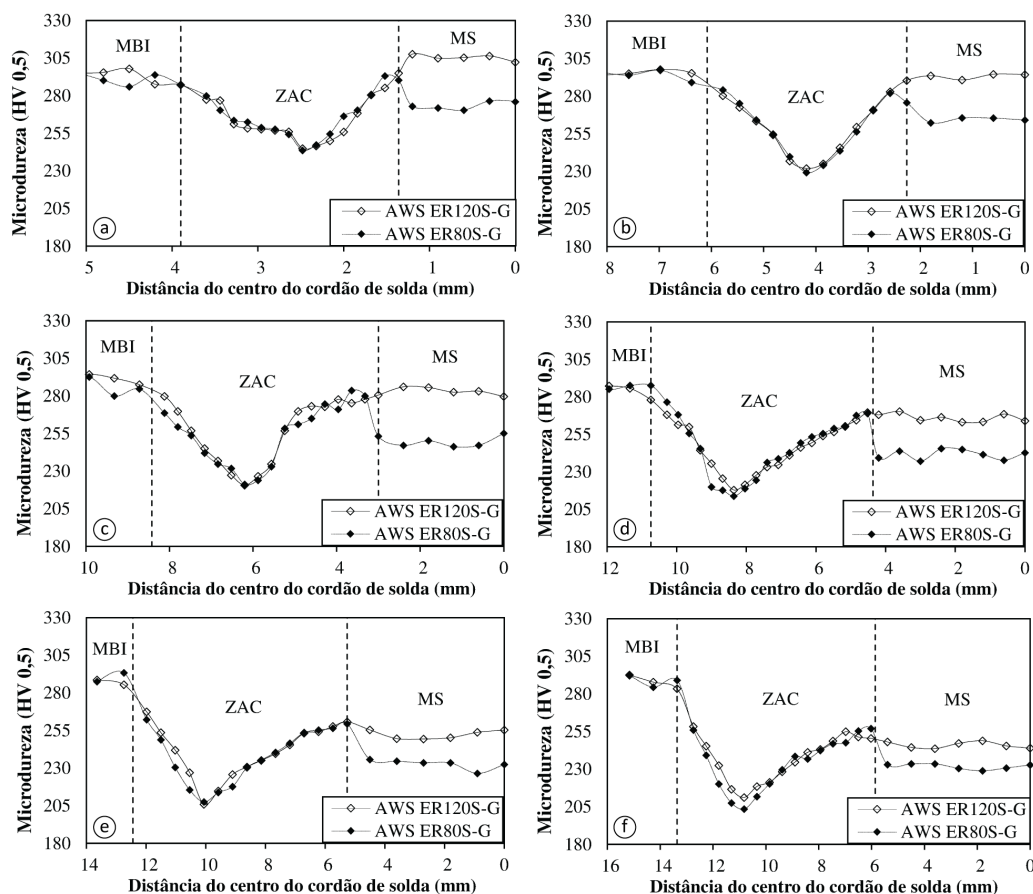 330
305
280
255
230
205
180
Microdureza (HV 0,5)
MBI
ZAC
MS
AWS ER120S-G
AWS ER80S-G
a
5 4 3 2 1 0
Distância do centro do cordão de solda (mm)
330
305
280
255
230
205
180
Microdureza (HV 0,5)
MBI
ZAC
MS
AWS ER120S-G
AWS ER80S-G
b
8 7 6 5 4 3 2 1 0
Distância do centro do cordão de solda (mm)
330
305
280
255
230
205
180
Microdureza (HV 0,5)
MBI
ZAC
MS
AWS ER120S-G
AWS ER80S-G
c
10 8 6 4 2 0
Distância do centro do cordão de solda (mm)
330
305
280
255
230
205
180
Microdureza (HV 0,5)
MBI
ZAC
MS
AWS ER120S-G
AWS ER80S-G
d
12 10 8 6 4 2 0
Distância do centro do cordão de solda (mm)
330
305
280
255
230
205
180
Microdureza (HV 0,5)
MBI
ZAC
MS
AWS ER120S-G
AWS ER80S-G
e
14 12 10 8 6 4 2 0
Distância do centro do cordão de solda (mm)
330
305
280
255
230
205
180
Microdureza (HV 0,5)
MBI
ZAC
MS
AWS ER120S-G
AWS ER80S-G
f
16 14 12 10 8 6 4 2 0
Distância do centro do cordão de solda (mm)